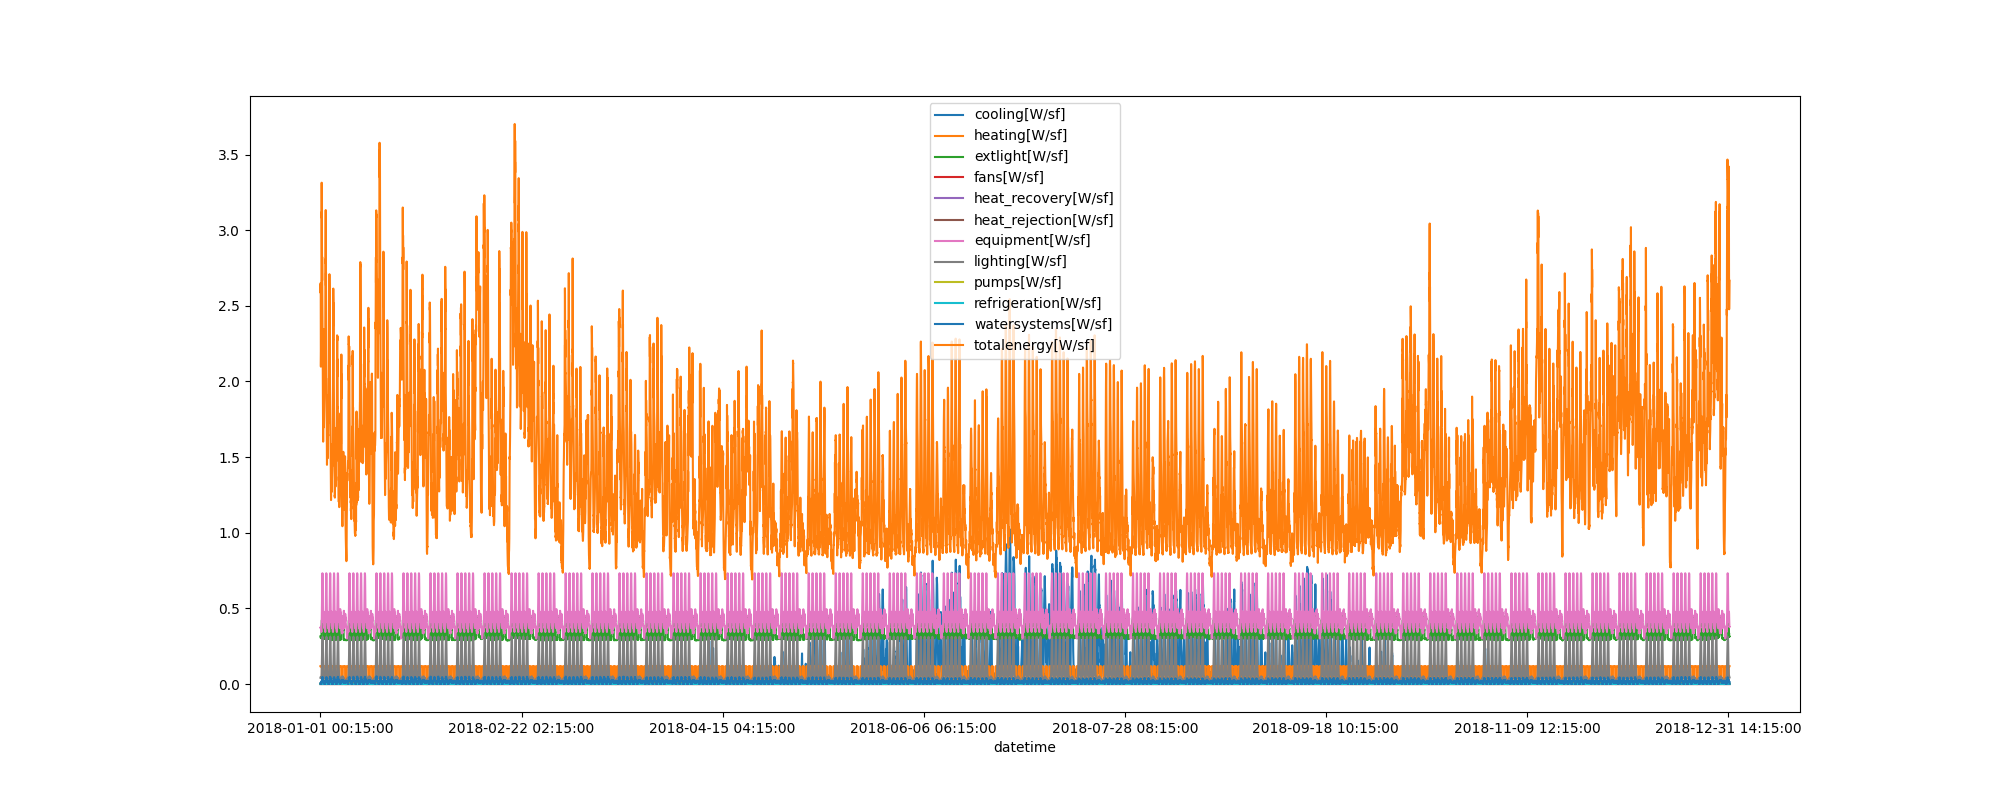 cooling[W/sf]
heating[W/sf]
extlight[W/sf]
fans[W/sf]
heat_recovery[W/sf]
heat_rejection[W/sf]
equipment[W/sf]
lighting[W/sf]
pumps[W/sf]
refrigeration[W/sf]
watersystems[W/sf]
totalenergy[W/sf]
3.5
3.0
2.5
2.0
1.5
1.0
0.5
0.0
2018-01-01 00:15:00 2018-02-22 02:15:00 2018-04-15 04:15:00 2018-06-06 06:15:00 2018-07-28 08:15:00 2018-09-18 10:15:00 2018-11-09 12:15:00 2018-12-31 14:15:00
datetime